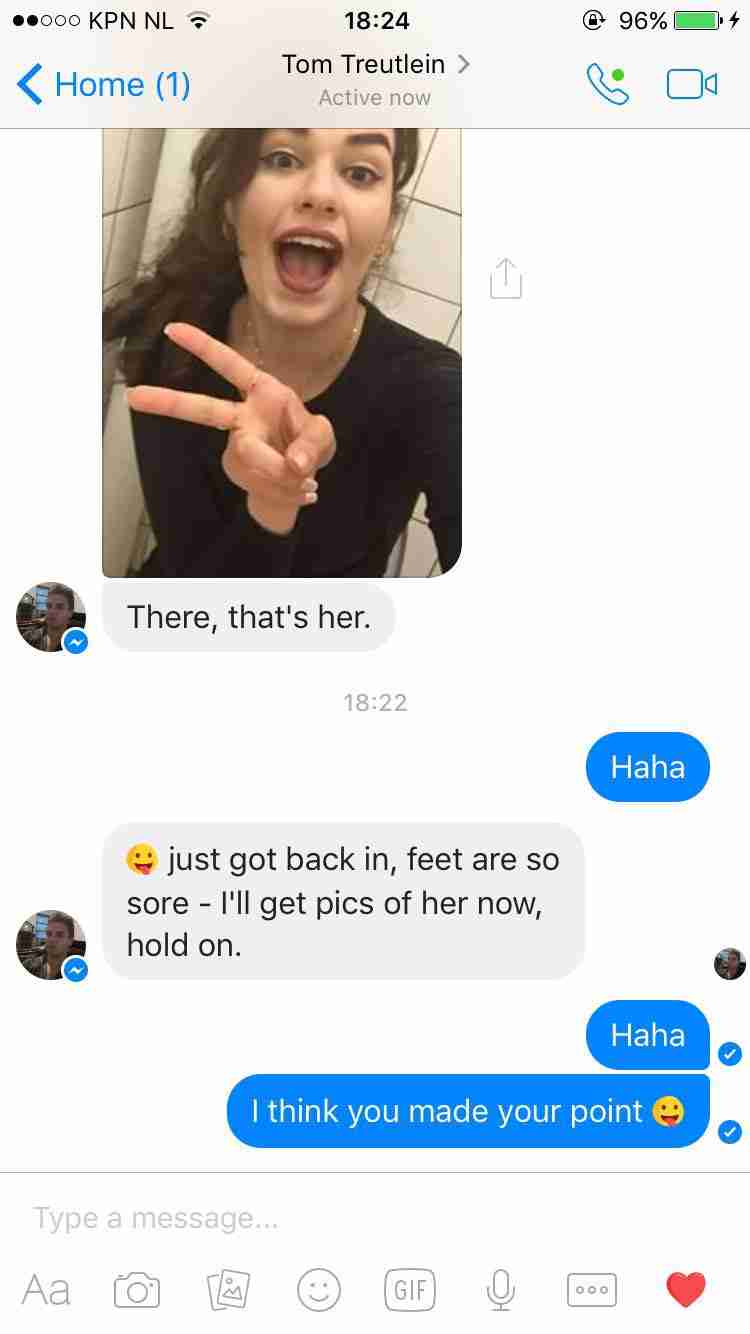 KPN NL 18:24 96%
Home (1) Tom Treutlein
Active now
There, that's her.
18:22
Haha
😜 just got back in, feet are so
sore - I'll get pics of her now,
hold on.
Haha
I think you made your point 😜
Type a message...
Aa GIF